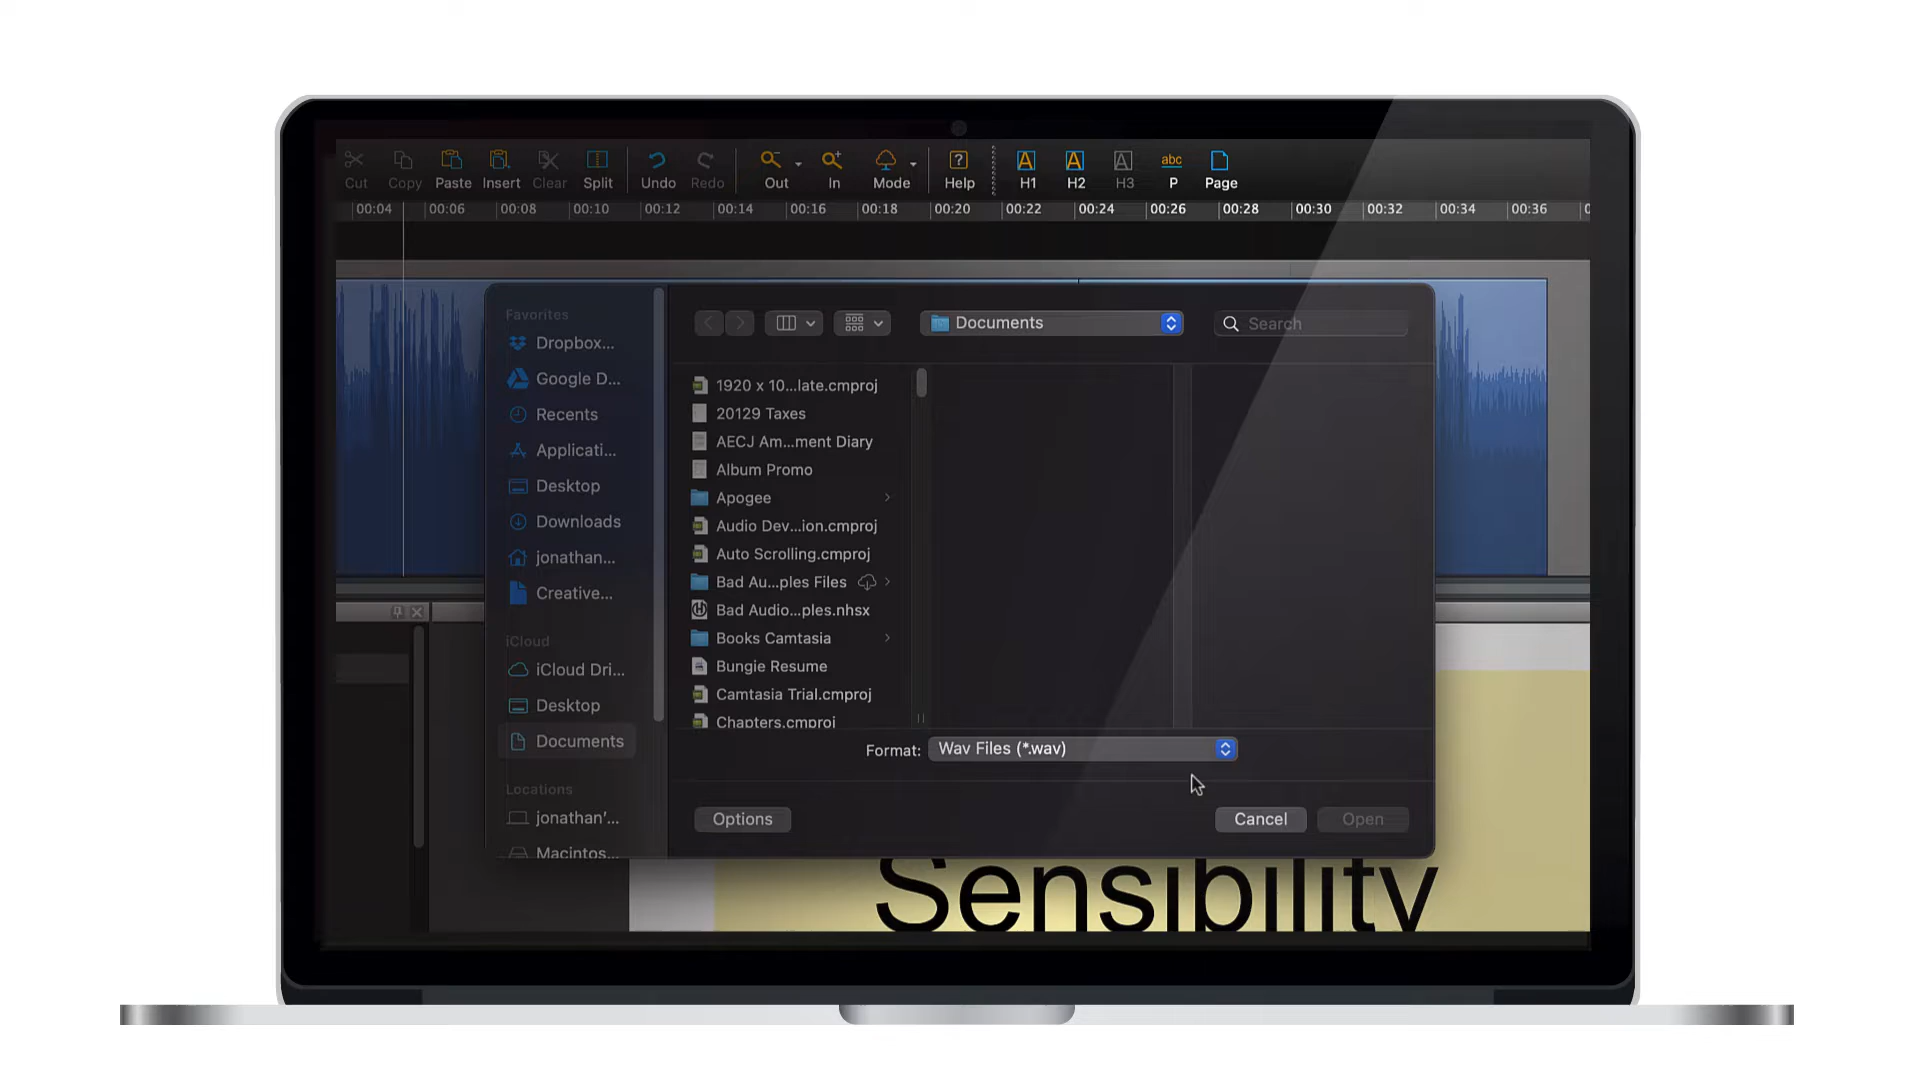 Cut Copy Paste Insert Clear Split Undo Redo Out In Mode Help H1 H2 H3 abc P Page
00:04 00:06 00:08 00:10 00:12 00:14 00:16 00:18 00:20 00:22 00:24 00:26 00:28 00:30 00:32 00:34 00:36
Favorites
Dropbox...
Google D...
Recents
Applicati...
Desktop
Downloads
jonathan...
Creative...
iCloud
iCloud Dri...
Desktop
Documents
Locations
jonathan'...
Macintos...
Documents
Search
1920 x 10...late.cmproj
20129 Taxes
AECJ Am...ment Diary
Album Promo
Apogee
Audio Dev...ion.cmproj
Auto Scrolling.cmproj
Bad Au...ples Files
Bad Audio...ples.nhsx
Books Camtasia
Bungie Resume
Camtasia Trial.cmproj
Chapters.cmproj
Format: Wav Files (*.wav)
Options
Cancel
Open
Sensibility